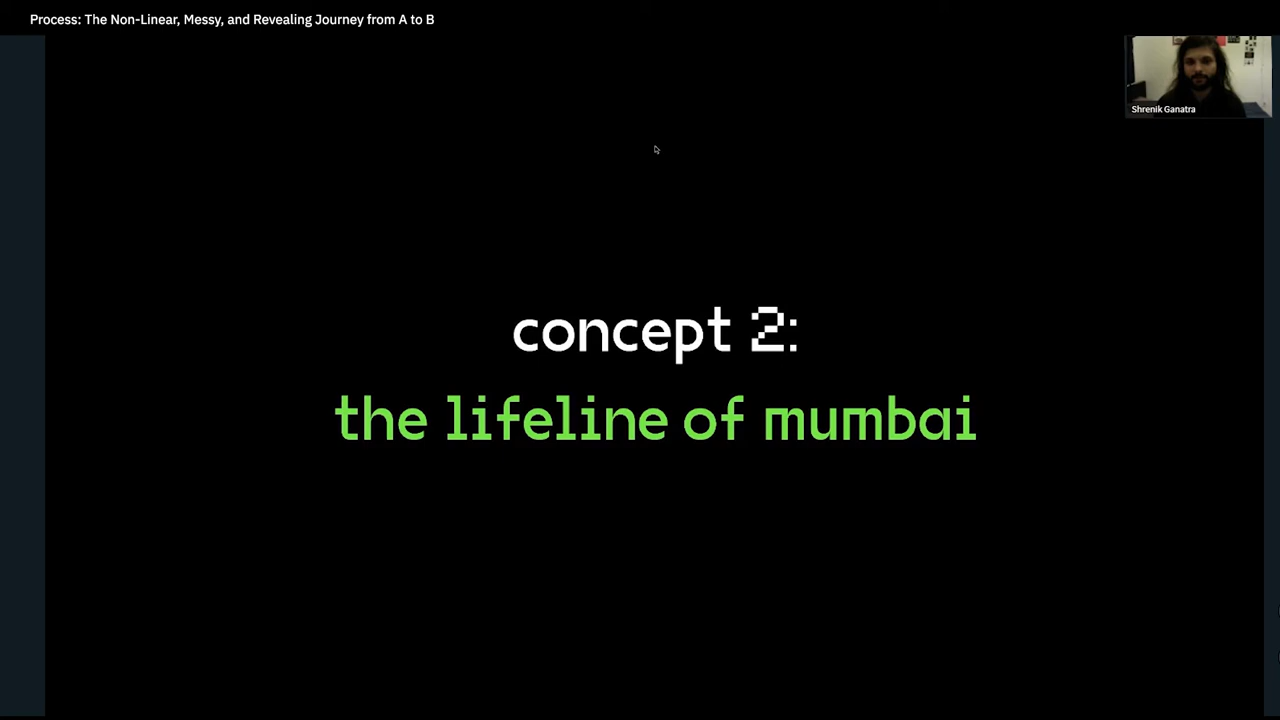 Process: The Non-Linear, Messy, and Revealing Journey from A to B
Shrenik Ganatra
concept 2:
the lifeline of mumbai